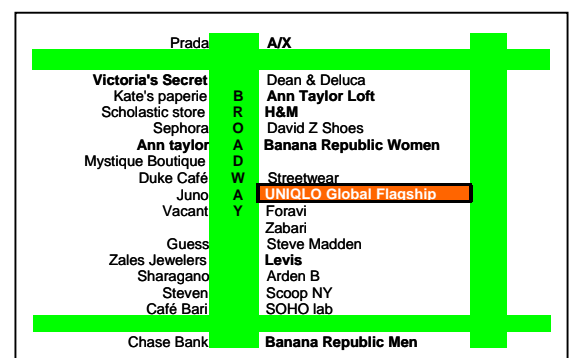 Prada A/X
Victoria's Secret Dean & Deluca
Kate's paperie B Ann Taylor Loft
Scholastic store R H&M
Sephora O David Z Shoes
Ann taylor A Banana Republic Women
Mystique Boutique D
Duke Café W Streetwear
Juno A UNIQLO Global Flagship
Vacant Y Foravi
Zabari
Guess Steve Madden
Zales Jewelers Levis
Sharagano Arden B
Steven Scoop NY
Café Bari SOHO lab
Chase Bank Banana Republic Men